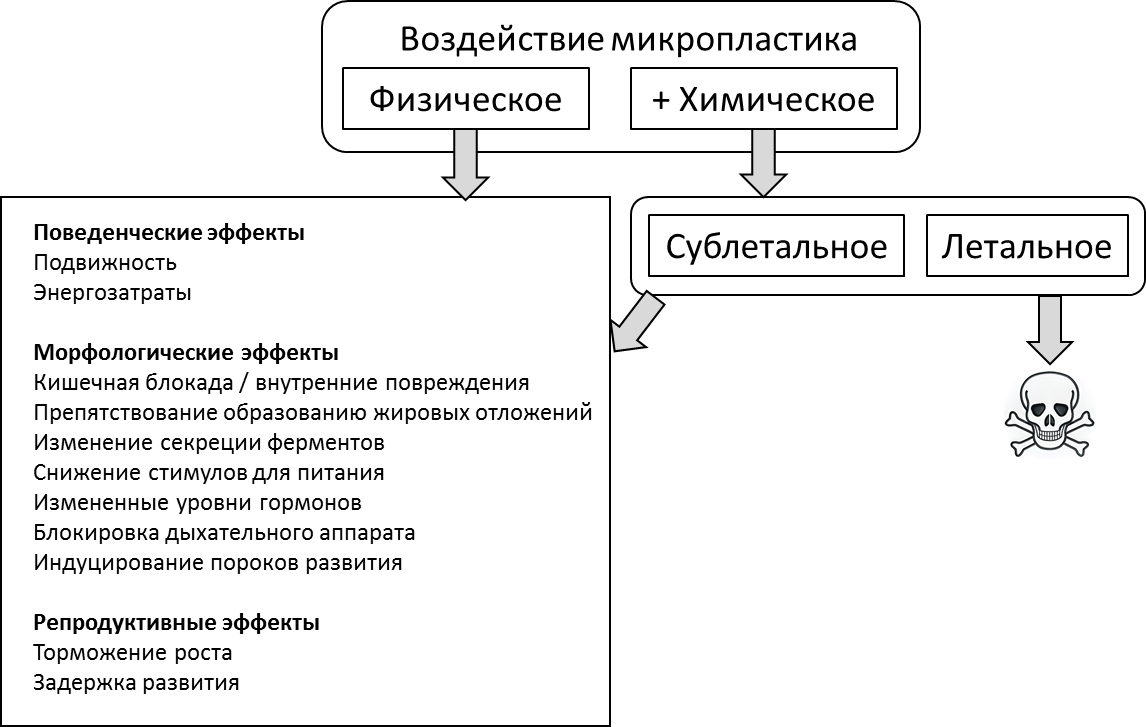 Воздействие микропластика
Физическое
+ Химическое
Сублетальное
Летальное
Поведенческие эффекты
Подвижность
Энергозатраты
Морфологические эффекты
Кишечная блокада / внутренние повреждения
Препятствование образованию жировых отложений
Изменение секреции ферментов
Снижение стимулов для питания
Измененные уровни гормонов
Блокировка дыхательного аппарата
Индуцирование пороков развития
Репродуктивные эффекты
Торможение роста
Задержка развития